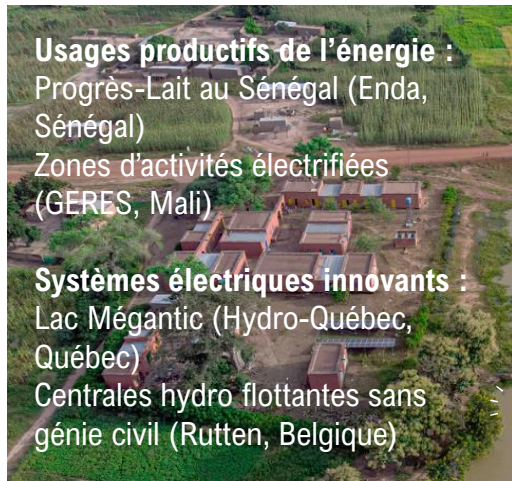 Usages productifs de l'énergie :
Progrès-Lait au Sénégal (Enda,
Sénégal)
Zones d'activités électrifiées
(GERES, Mali)
Systèmes électriques innovants :
Lac Mégantic (Hydro-Québec,
Québec)
Centrales hydro flottantes sans
génie civil (Rutten, Belgique)